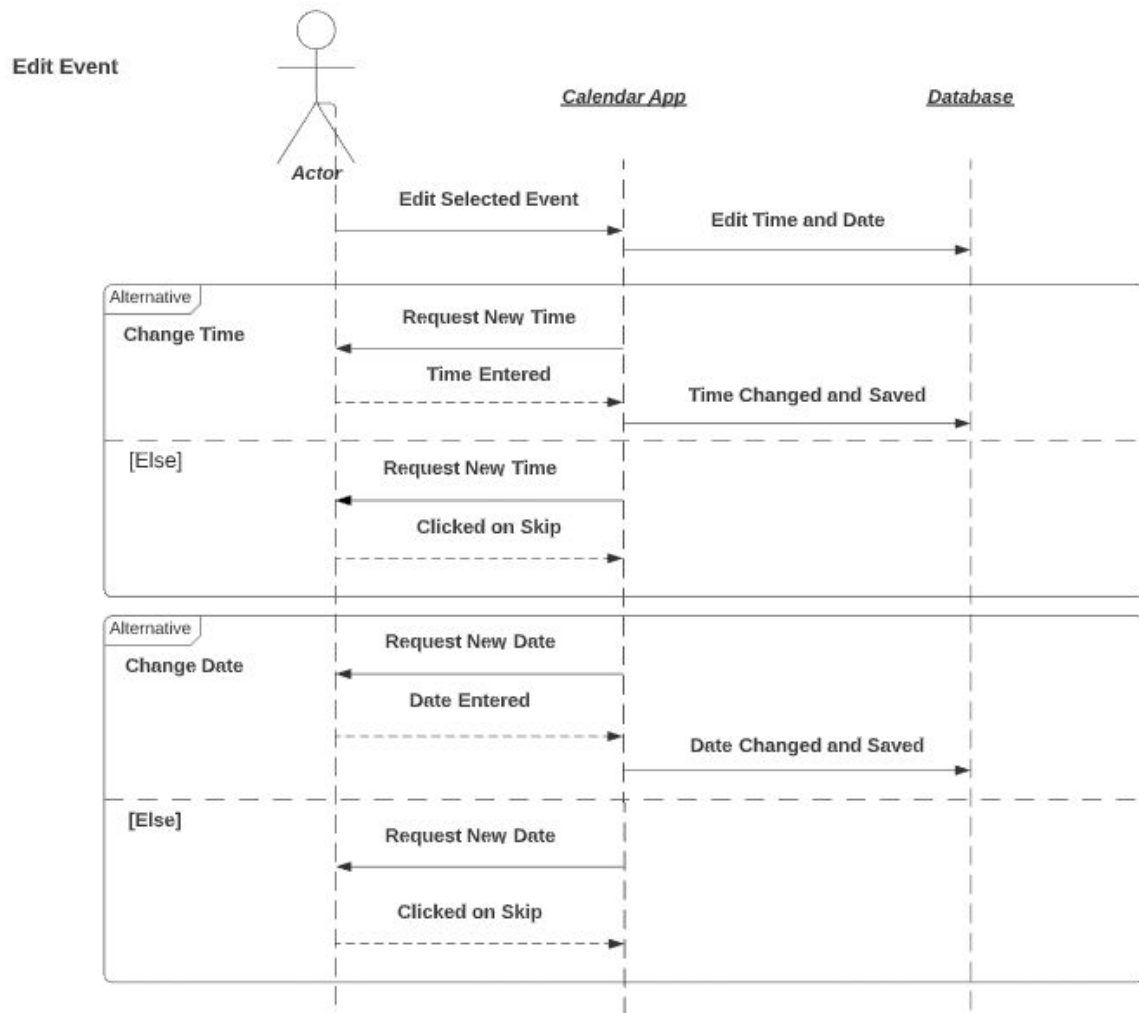 Edit Event
Calendar App
Database
Actor
Edit Selected Event
Edit Time and Date
Alternative
Request New Time
Change Time
Time Entered
Time Changed and Saved
[Else]
Request New Time
Clicked on Skip
Alternative
Request New Date
Change Date
Date Entered
Date Changed and Saved
[Else]
Request New Date
Clicked on Skip